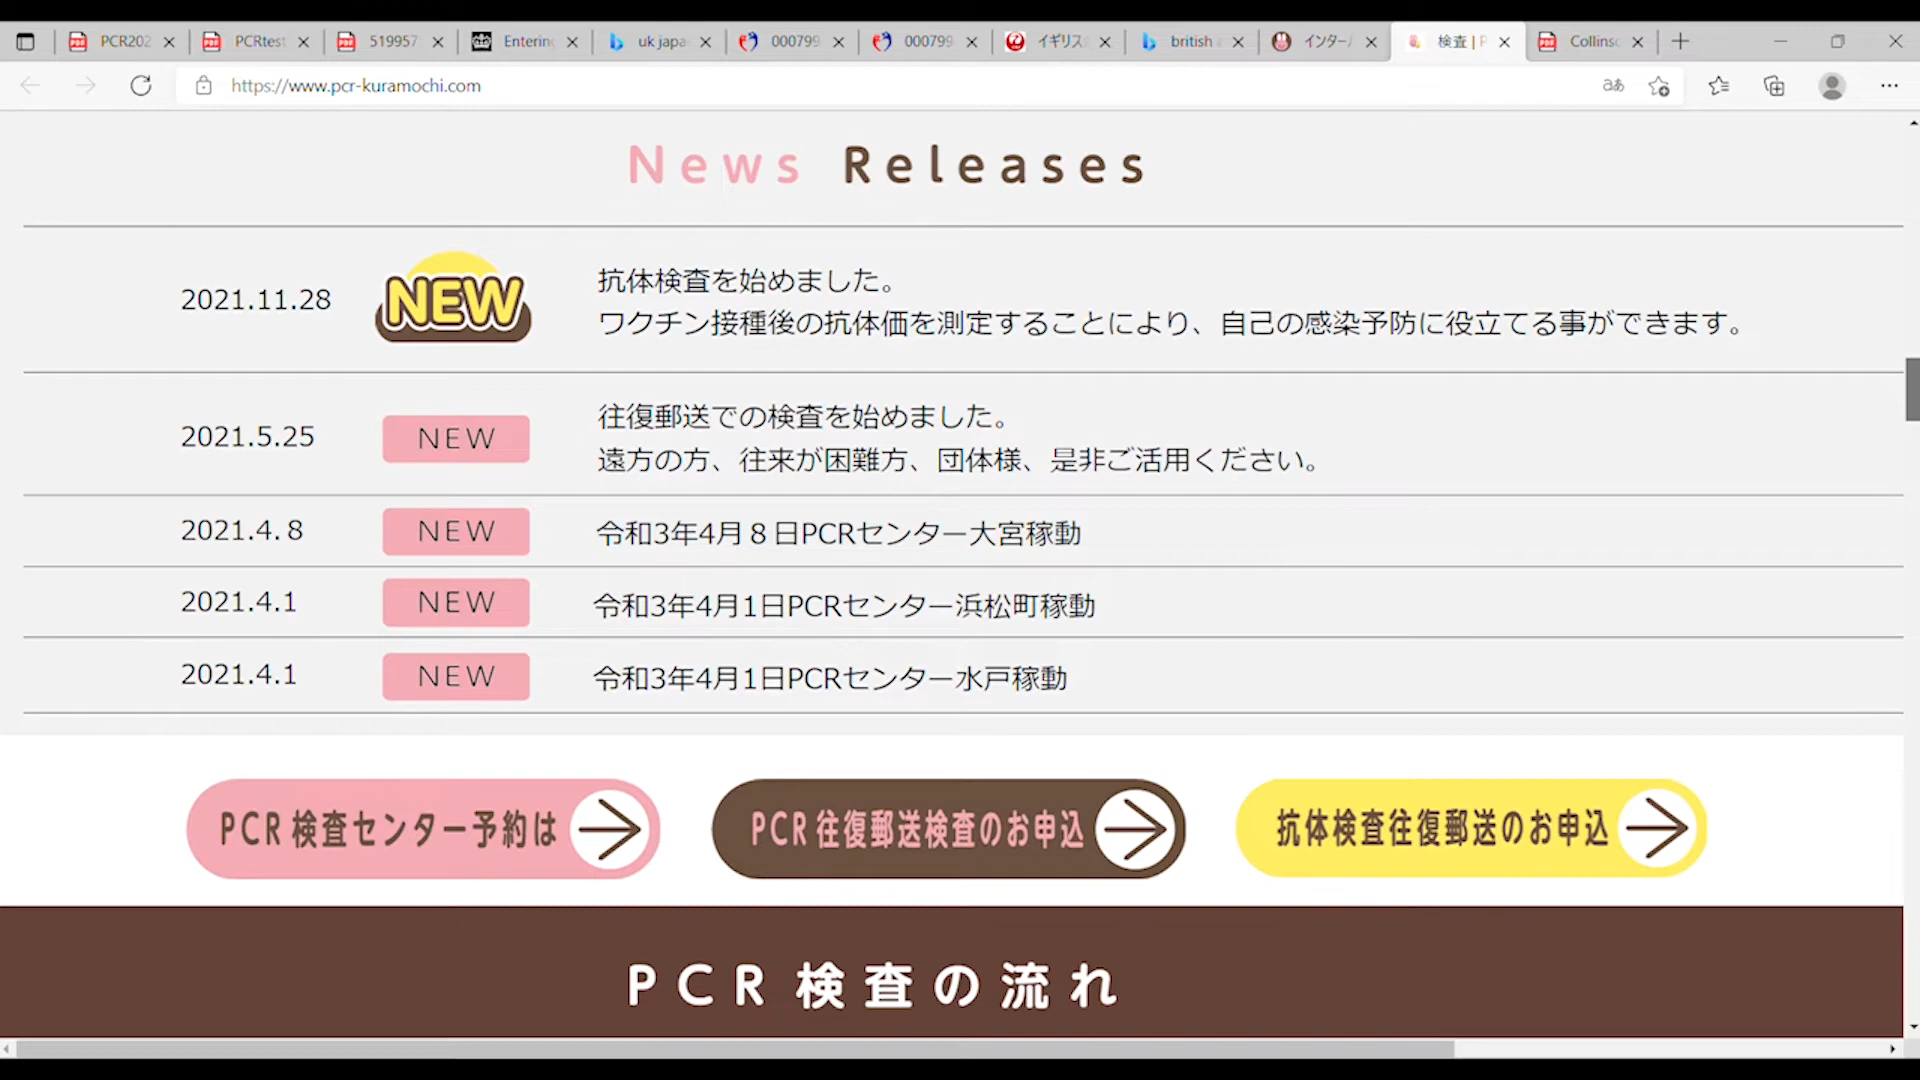 PCR202
PCRtest
519957
Entering
uk japa
000799
000799
イギリス
british a
インターバ
検査 | P
Collinso
https://www.pcr-kuramochi.com
News Releases
2021.11.28 NEW 抗体検査を始めました。
ワクチン接種後の抗体価を測定することにより、自己の感染予防に役立てる事ができます。
2021.5.25 NEW 往復郵送での検査を始めました。
遠方の方、往来が困難方、団体様、是非ご活用ください。
2021.4.8 NEW 令和3年4月８日PCRセンター大宮稼動
2021.4.1 NEW 令和3年4月1日PCRセンター浜松町稼動
2021.4.1 NEW 令和3年4月1日PCRセンター水戸稼動
PCR検査センター予約は
PCR往復郵送検査のお申込
抗体検査往復郵送のお申込
PCR検査の流れ